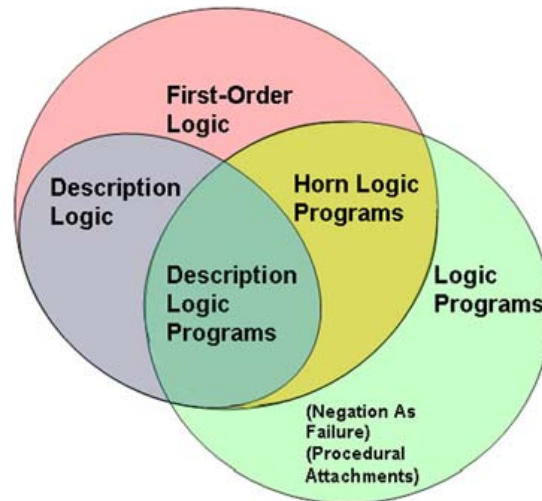 First-Order
Logic
Description
Logic
Horn Logic
Programs
Description
Logic
Programs
Logic
Programs
(Negation As
Failure)
(Procedural
Attachments)